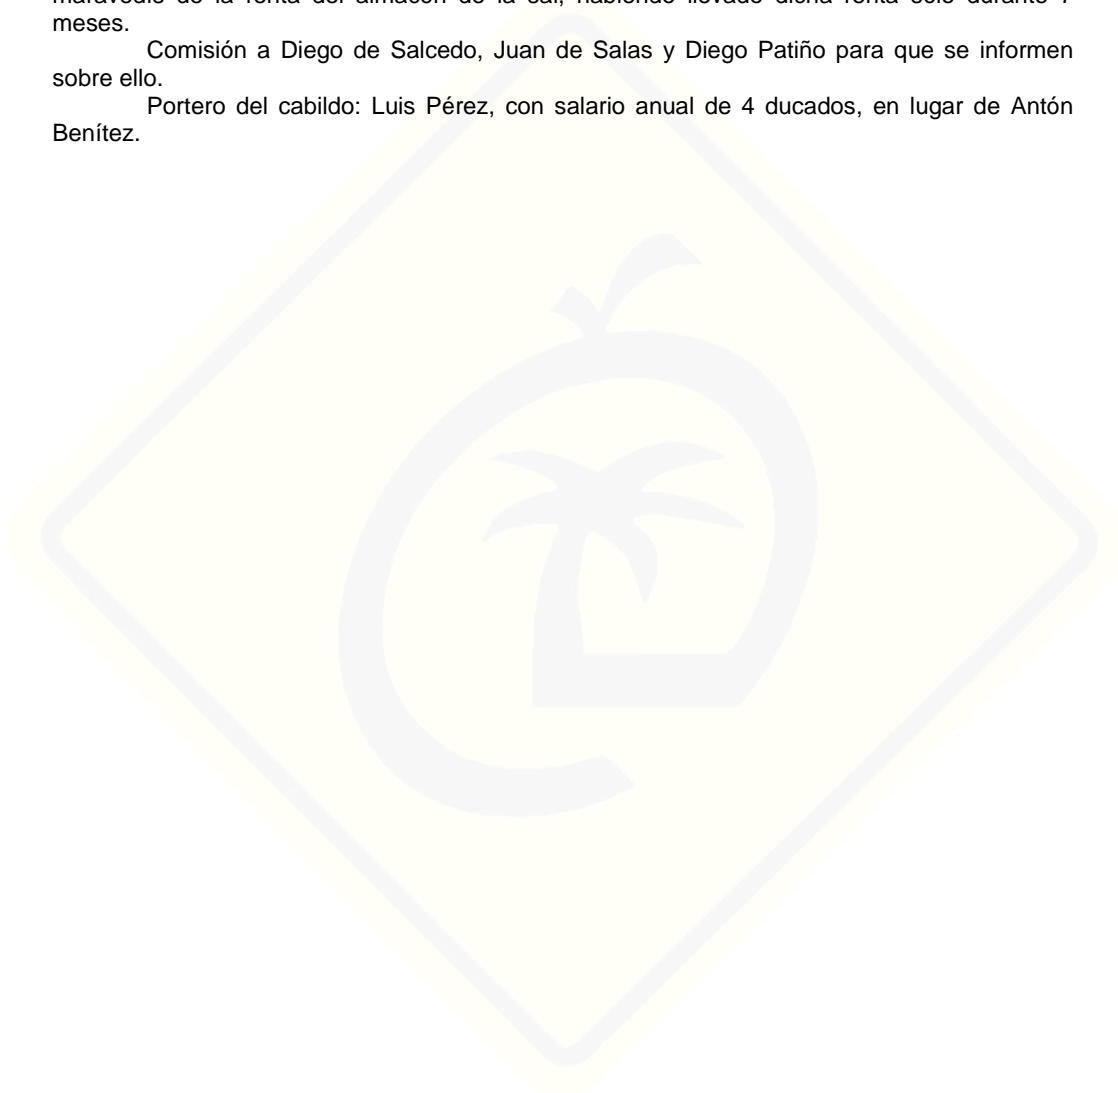 maravedís de la renta del almacén de la sal, habiendo llevado dicha renta sólo durante 7
meses.
Comisión a Diego de Salcedo, Juan de Salas y Diego Patiño para que se informen
sobre ello.
Portero del cabildo: Luis Pérez, con salario anual de 4 ducados, en lugar de Antón
Benítez.